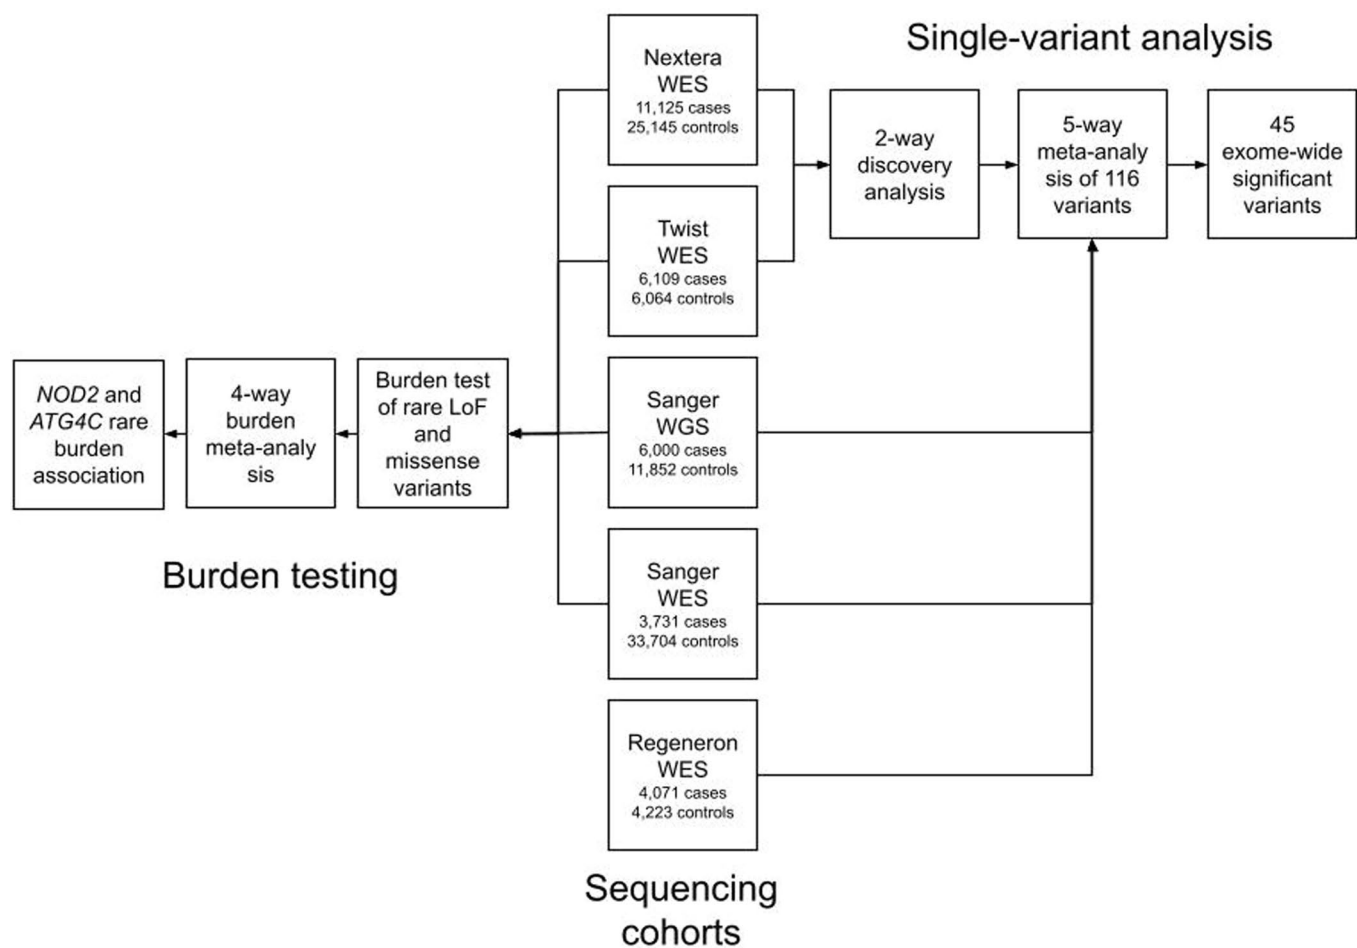 Single-variant analysis
Nextera
WES
11,125 cases
25,145 controls
2-way
discovery
analysis
5-way
meta-analy
sis of 116
variants
45
exome-wide
significant
variants
Twist
WES
6,109 cases
6,064 controls
NOD2 and
ATG4C rare
burden
association
4-way
burden
meta-analy
sis
Burden test
of rare LoF
and
missense
variants
Sanger
WGS
6,000 cases
11,852 controls
Burden testing
Sanger
WES
3,731 cases
33,704 controls
Regeneron
WES
4,071 cases
4,223 controls
Sequencing
cohorts